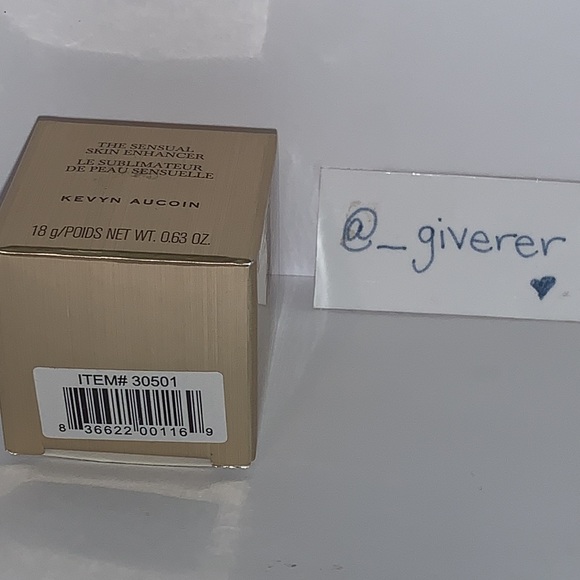 THE SENSUAL
SKIN ENHANCER
LE SUBLIMATEUR
DE PEAU SENSUELLE
KEVYN AUCOIN
18 g/POIDS NET WT. 0.63 OZ.
ITEM# 30501
8 36622 00116 9
@_giverer